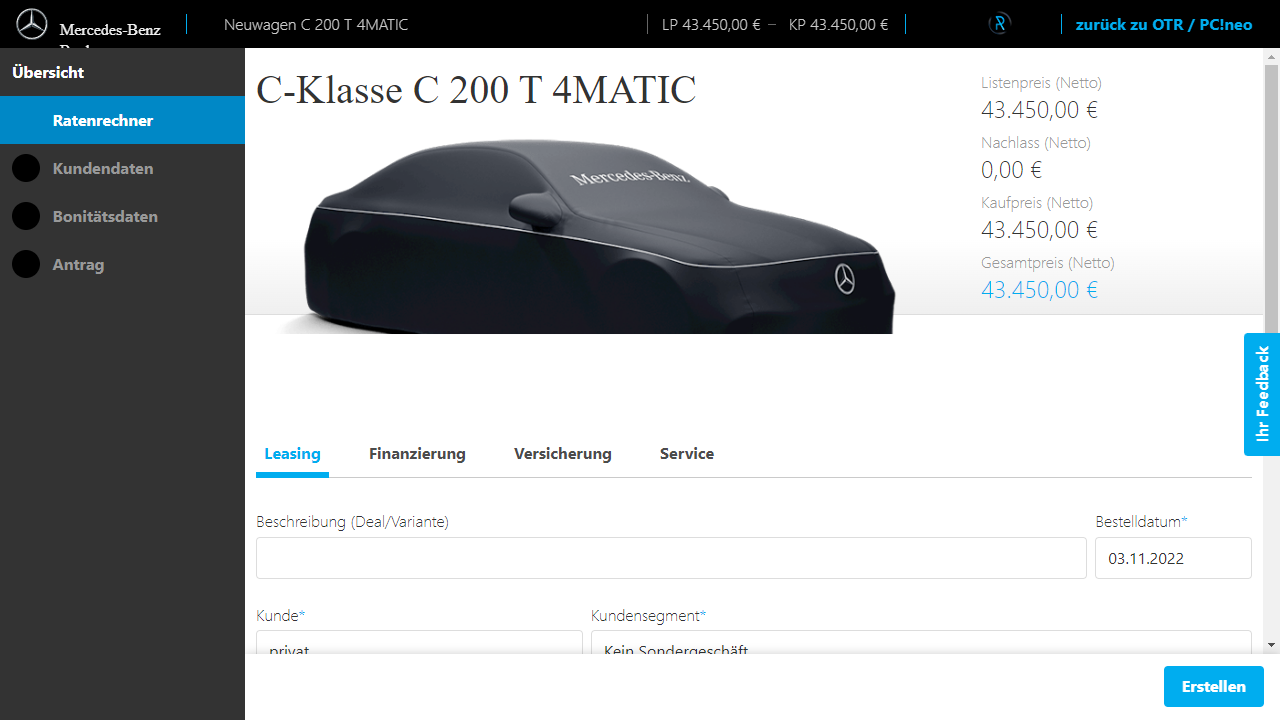 Mercedes-Benz
Neuwagen C 200 T 4MATIC
LP 43.450,00 € – KP 43.450,00 €
zurück zu OTR / PC!neo
Übersicht
Ratenrechner
Kundendaten
Bonitätsdaten
Antrag
C-Klasse C 200 T 4MATIC
Mercedes-Benz
Listenpreis (Netto)
43.450,00 €
Nachlass (Netto)
0,00 €
Kaufpreis (Netto)
43.450,00 €
Gesamtpreis (Netto)
43.450,00 €
Ihr Feedback
Leasing Finanzierung Versicherung Service
Beschreibung (Deal/Variante)
Bestelldatum*
03.11.2022
Kunde*
Kundensegment*
privat
Kein Sondergeschäft
Erstellen